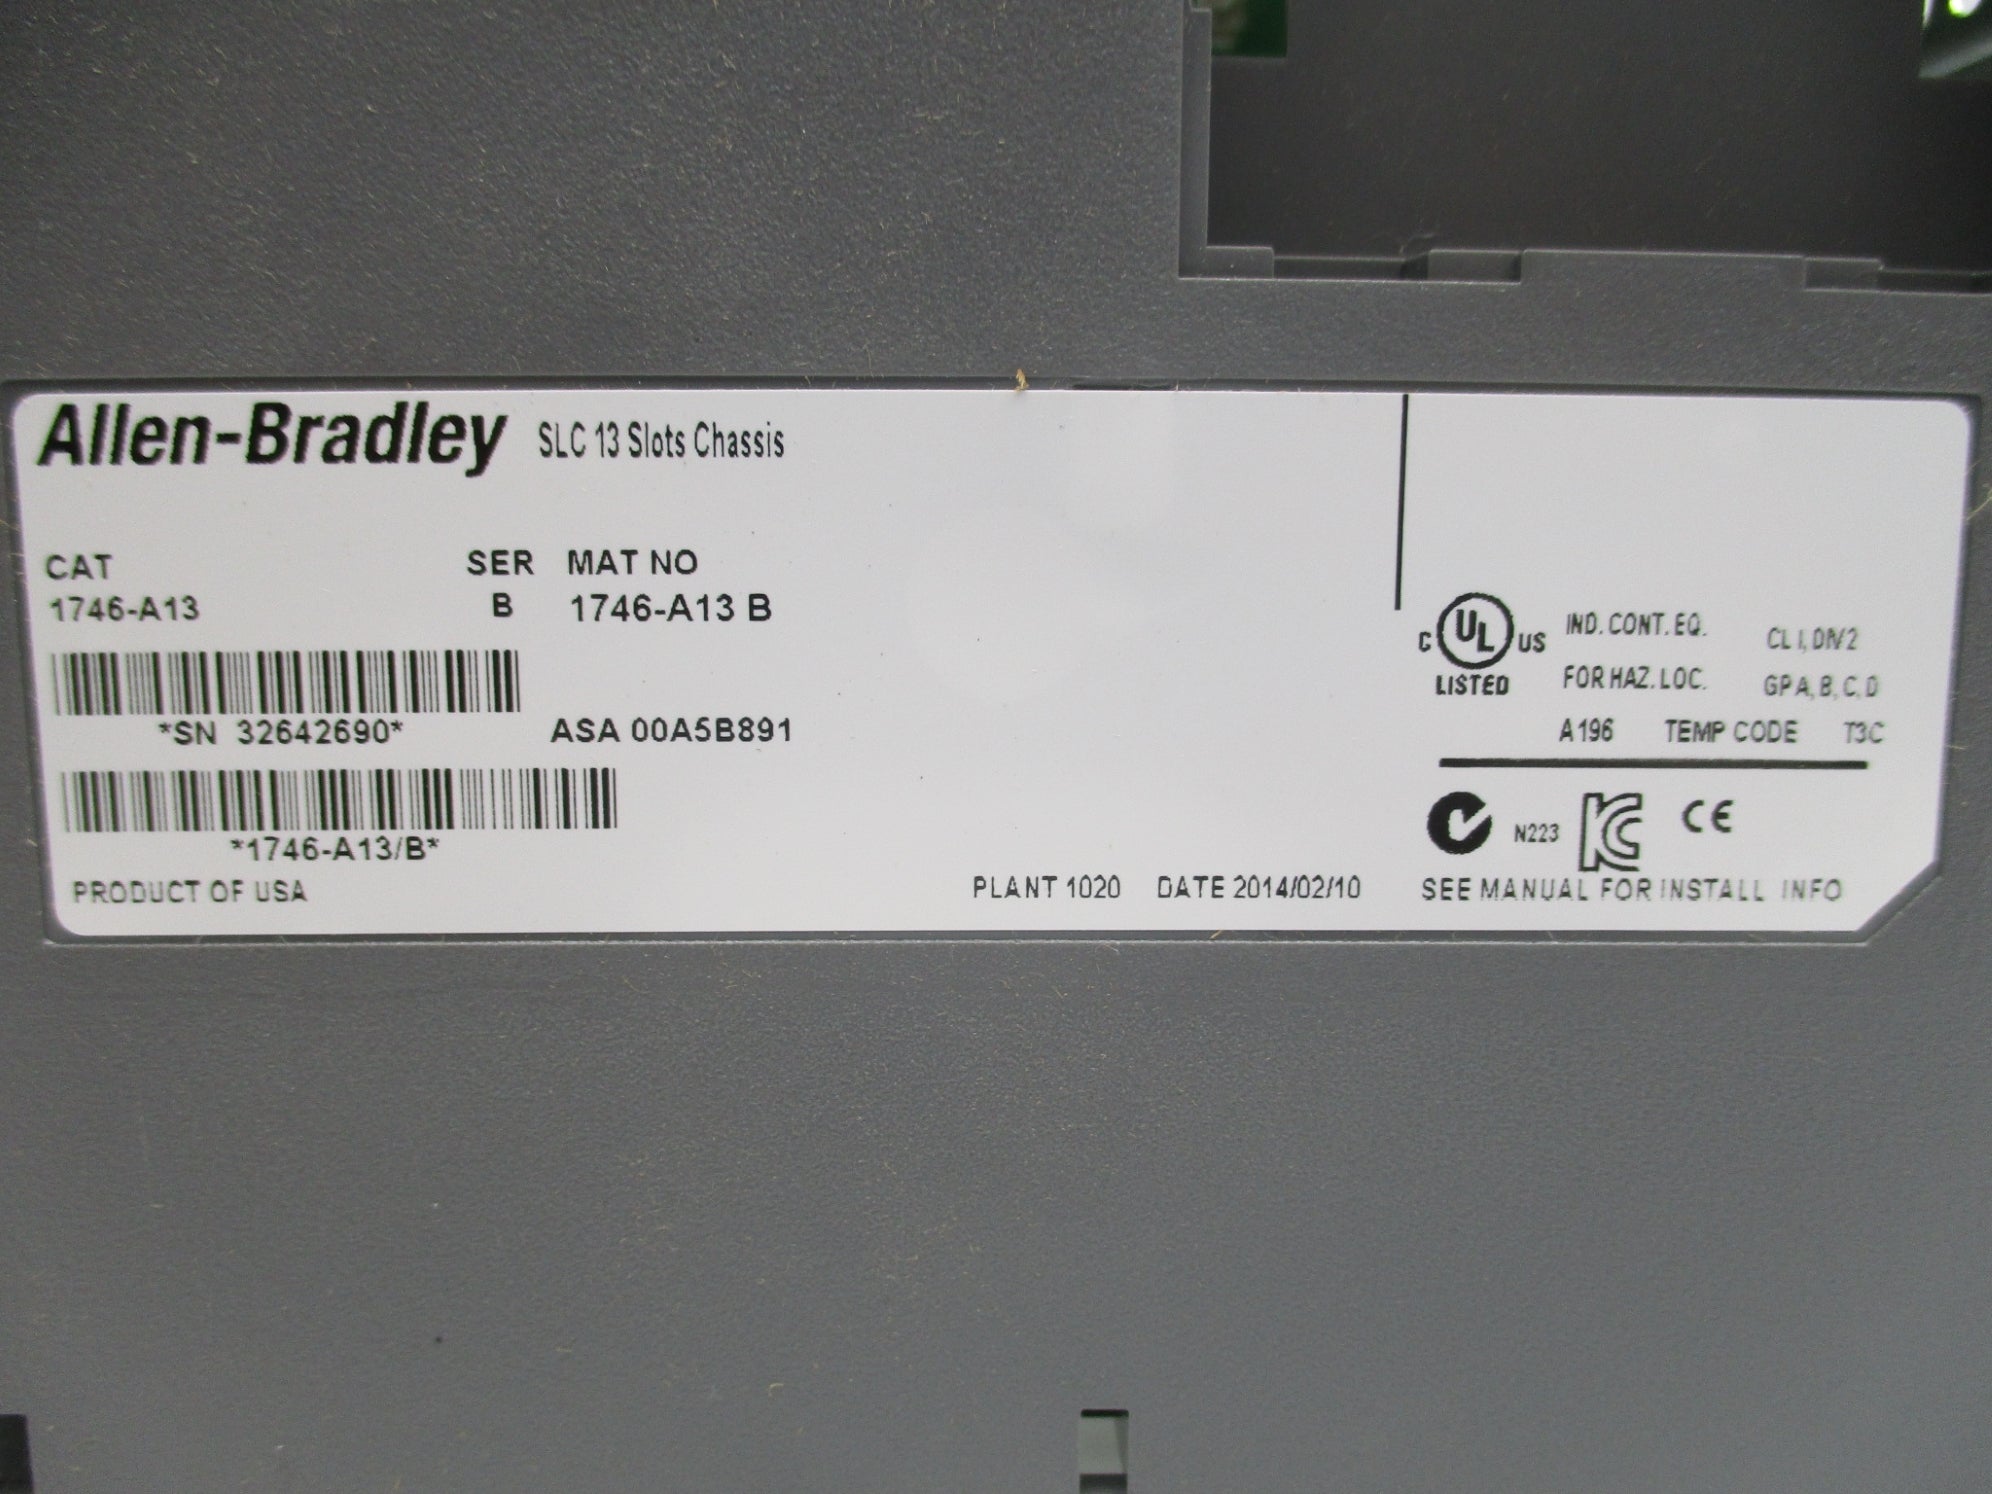 Allen-Bradley SLC 13 Slots Chassis
CAT SER MAT NO
1746-A13 B 1746-A13 B
*SN 32642690* ASA 00A5B891
*1746-A13/B*
PRODUCT OF USA PLANT 1020 DATE 2014/02/10
C UL US
LISTED
IND. CONT. EQ. CL I, DIV 2
FOR HAZ. LOC. GP A, B, C, D
A196 TEMP CODE T3C
N223 KC CE
SEE MANUAL FOR INSTALL INFO